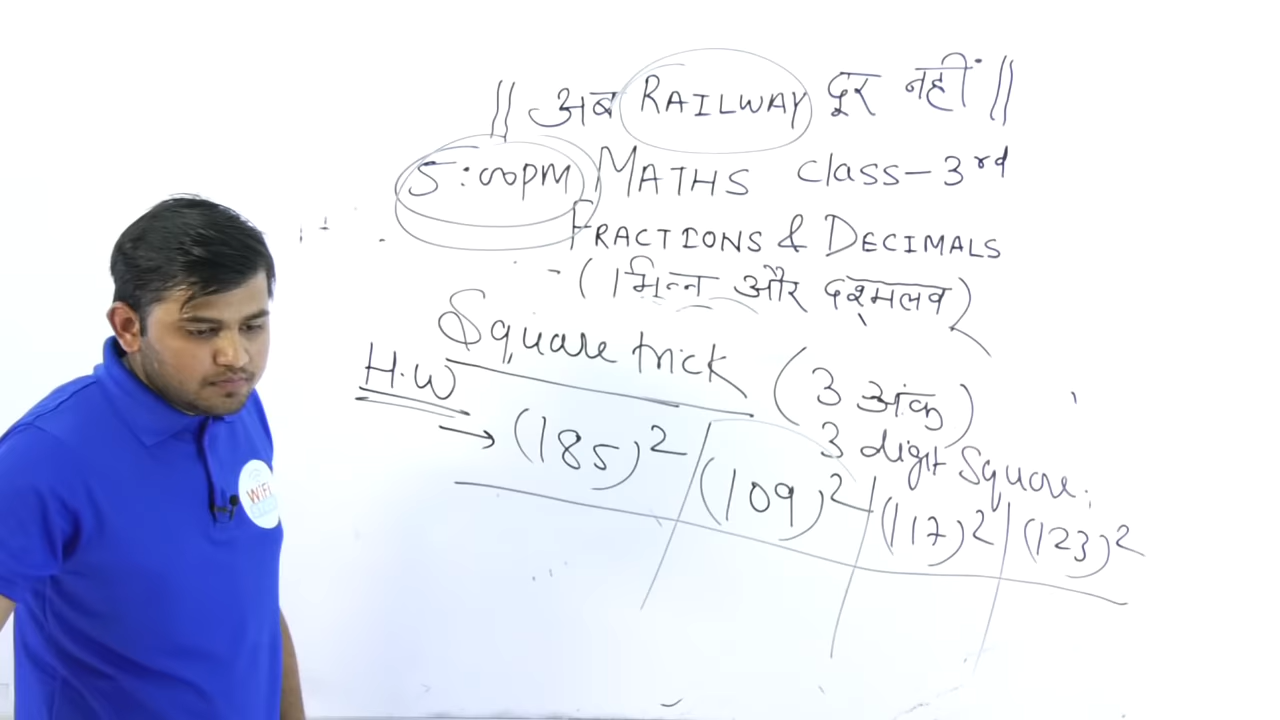 || अब RAILWAY दूर नहीं ||
5:00PM MATHS class-3rd
FRACTIONS & DECIMALS
(भिन्न और दशमलव)
Square trick (3 अंक)
3 digit Square:
H.W
→ (185)² (109)² (117)² (123)²
WiFi